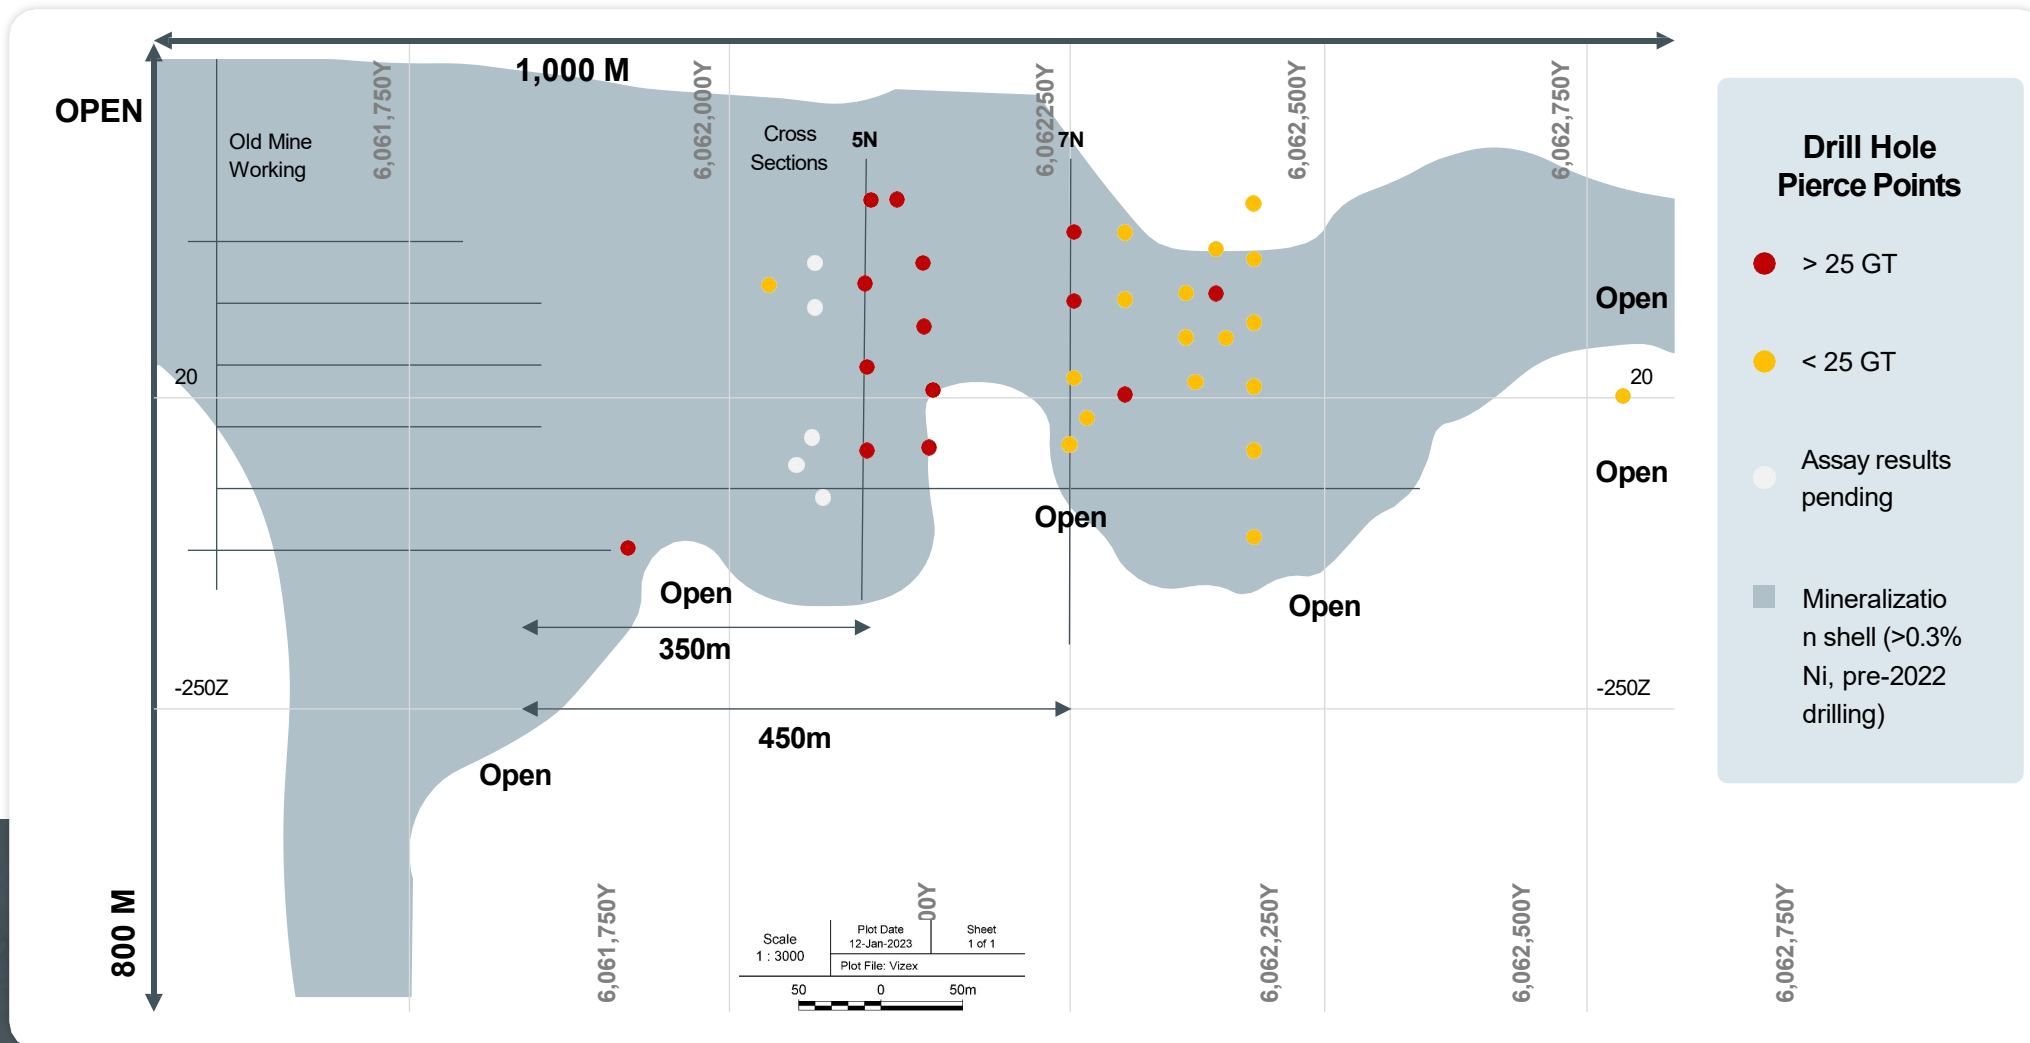 1,000 M
OPEN
6,061,750Y
6,062,000Y
6,062250Y
6,062,500Y
6,062,750Y
Old Mine
Working
Cross
Sections
5N
7N
Open
20
20
Open
Open
Open
Open
350m
-250Z
-250Z
450m
Open
800 M
6,061,750Y
00Y
6,062,250Y
6,062,500Y
6,062,750Y
Scale
1 : 3000
Plot Date
12-Jan-2023
Sheet
1 of 1
Plot File: Vizex
50
0
50m
Drill Hole
Pierce Points
> 25 GT
< 25 GT
Assay results
pending
Mineralizatio
n shell (>0.3%
Ni, pre-2022
drilling)